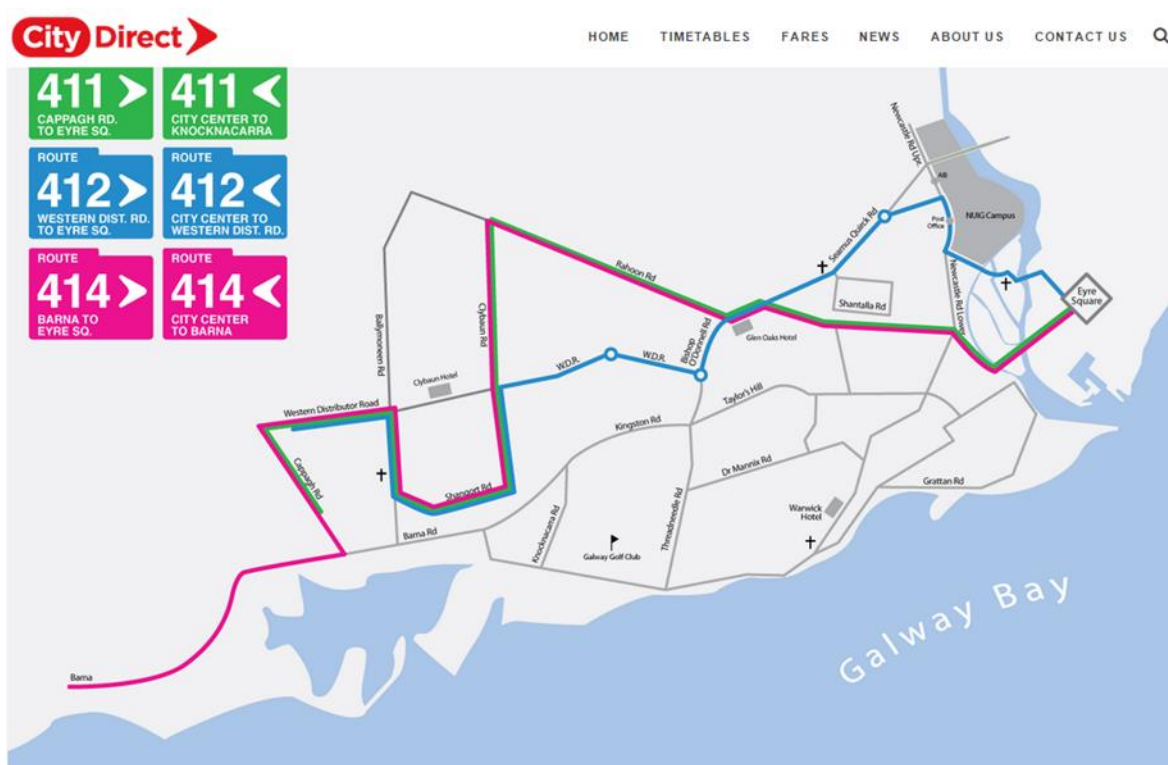 City Direct
HOME TIMETABLES FARES NEWS ABOUT US CONTACT US
411
CAPPAGH RD.
TO EYRE SQ.
411
CITY CENTER TO
KNOCKNACARRA
ROUTE
412
WESTERN DIST. RD.
TO EYRE SQ.
ROUTE
412
CITY CENTER TO
WESTERN DIST. RD.
ROUTE
414
BARNA TO
EYRE SQ.
ROUTE
414
CITY CENTER
TO BARNA
Newcastle Rd Upr.
AIB
NUIG Campus
Post
Office
Seamus Quirck Rd
Newcastle Rd Lower
Eyre
Square
Rahoon Rd
Shantalla Rd
Clybaun Rd
Ballymoneen Rd
Bishop
O'Donnell Rd
Glen Oaks Hotel
W.D.R.
W.D.R.
Clybaun Hotel
Taylor's Hill
Western Distributor Road
Kingston Rd
Cappagh Rd
Shangort Rd
Dr Mannix Rd
Grattan Rd
Threadneedle Rd
Knocknacarra Rd
Barna Rd
Warwick
Hotel
Galway Golf Club
Galway Bay
Barna